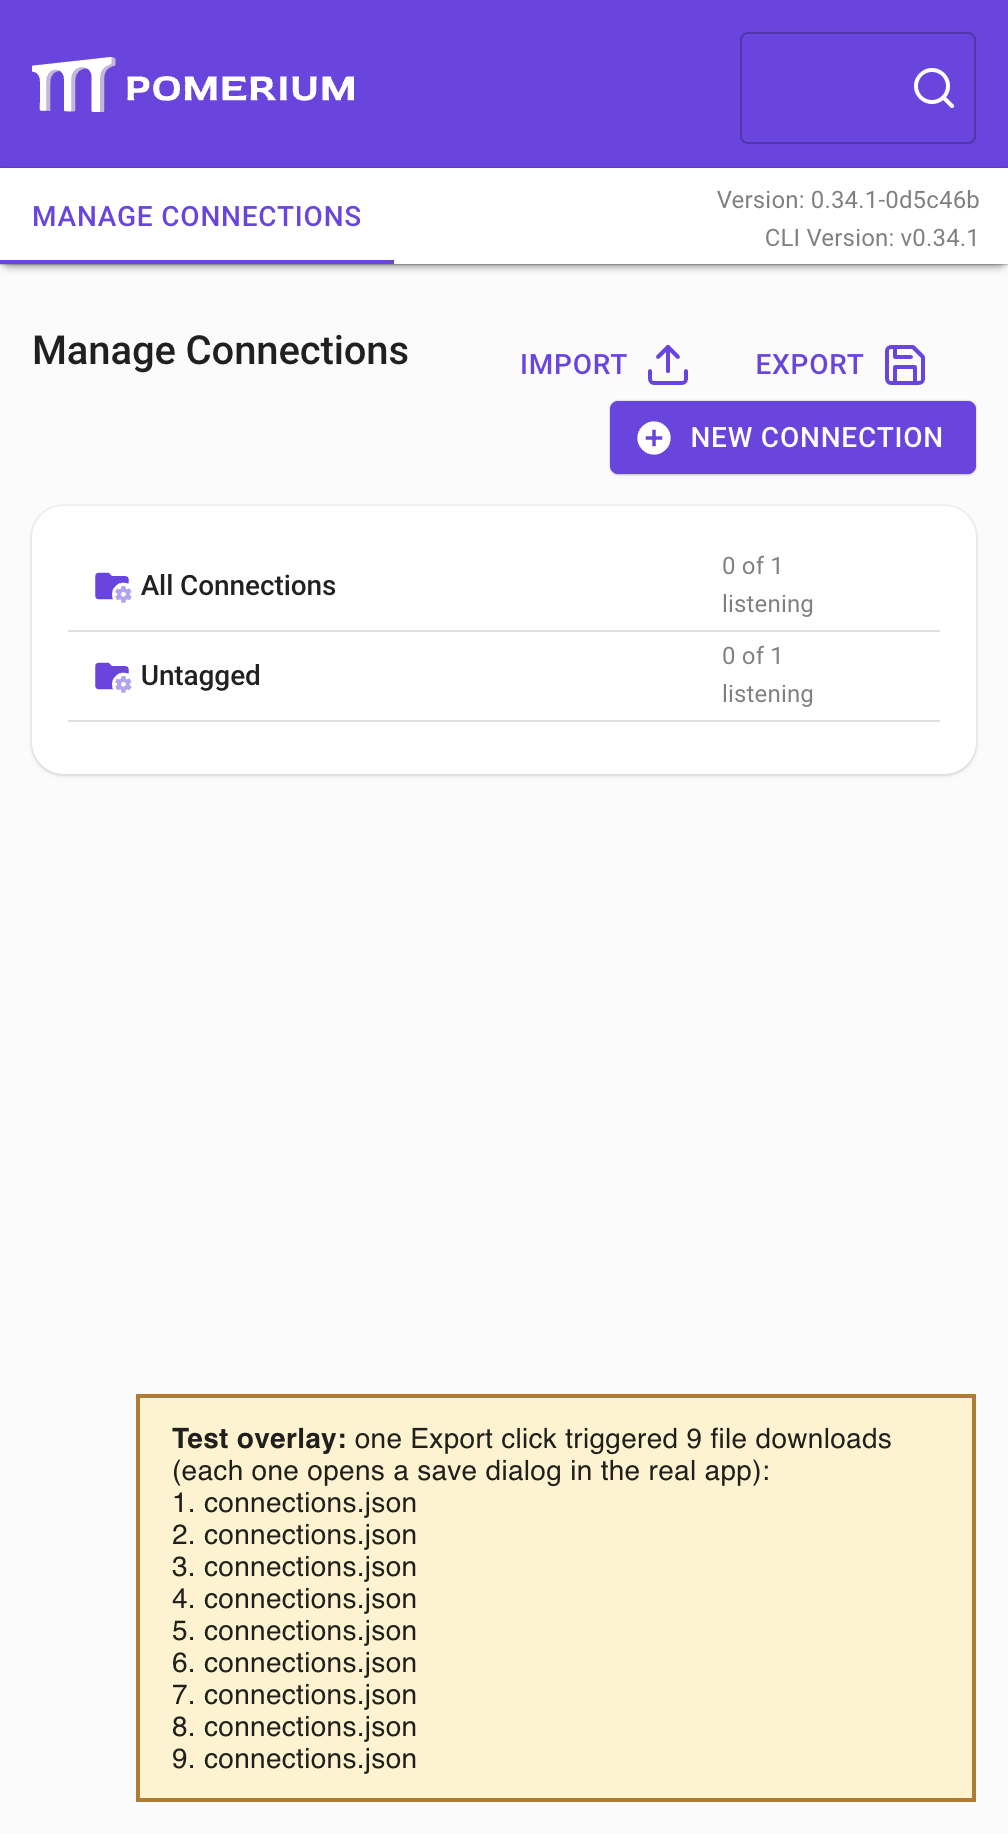 POMERIUM
MANAGE CONNECTIONS
Version: 0.34.1-0d5c46b
CLI Version: v0.34.1
Manage Connections
IMPORT
EXPORT
NEW CONNECTION
All Connections
0 of 1
listening
Untagged
0 of 1
listening
Test overlay: one Export click triggered 9 file downloads
(each one opens a save dialog in the real app):
1. connections.json
2. connections.json
3. connections.json
4. connections.json
5. connections.json
6. connections.json
7. connections.json
8. connections.json
9. connections.json